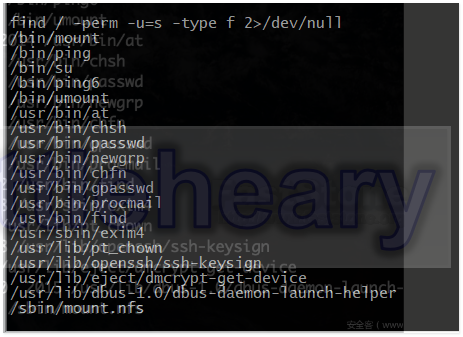 find / -perm -u=s -type f 2>/dev/null
/bin/mount
/bin/ping
/bin/su
/bin/ping6
/bin/umount
/usr/bin/at
/usr/bin/chsh
/usr/bin/passwd
/usr/bin/newgrp
/usr/bin/chfn
/usr/bin/gpasswd
/usr/bin/procmail
/usr/bin/find
/usr/sbin/exim4
/usr/lib/pt_chown
/usr/lib/openssh/ssh-keysign
/usr/lib/eject/dmcrypt-get-device
/usr/lib/dbus-1.0/dbus-daemon-launch-helper
/sbin/mount.nfs
安全客 ( www